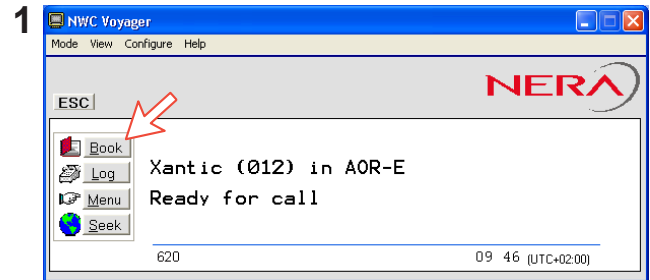 1
NWC Voyager
Mode View Configure Help
ESC
NERA
Book
Log
Menu
Seek
Xantic (012) in AOR-E
Ready for call
620
09 46 (UTC+02:00)